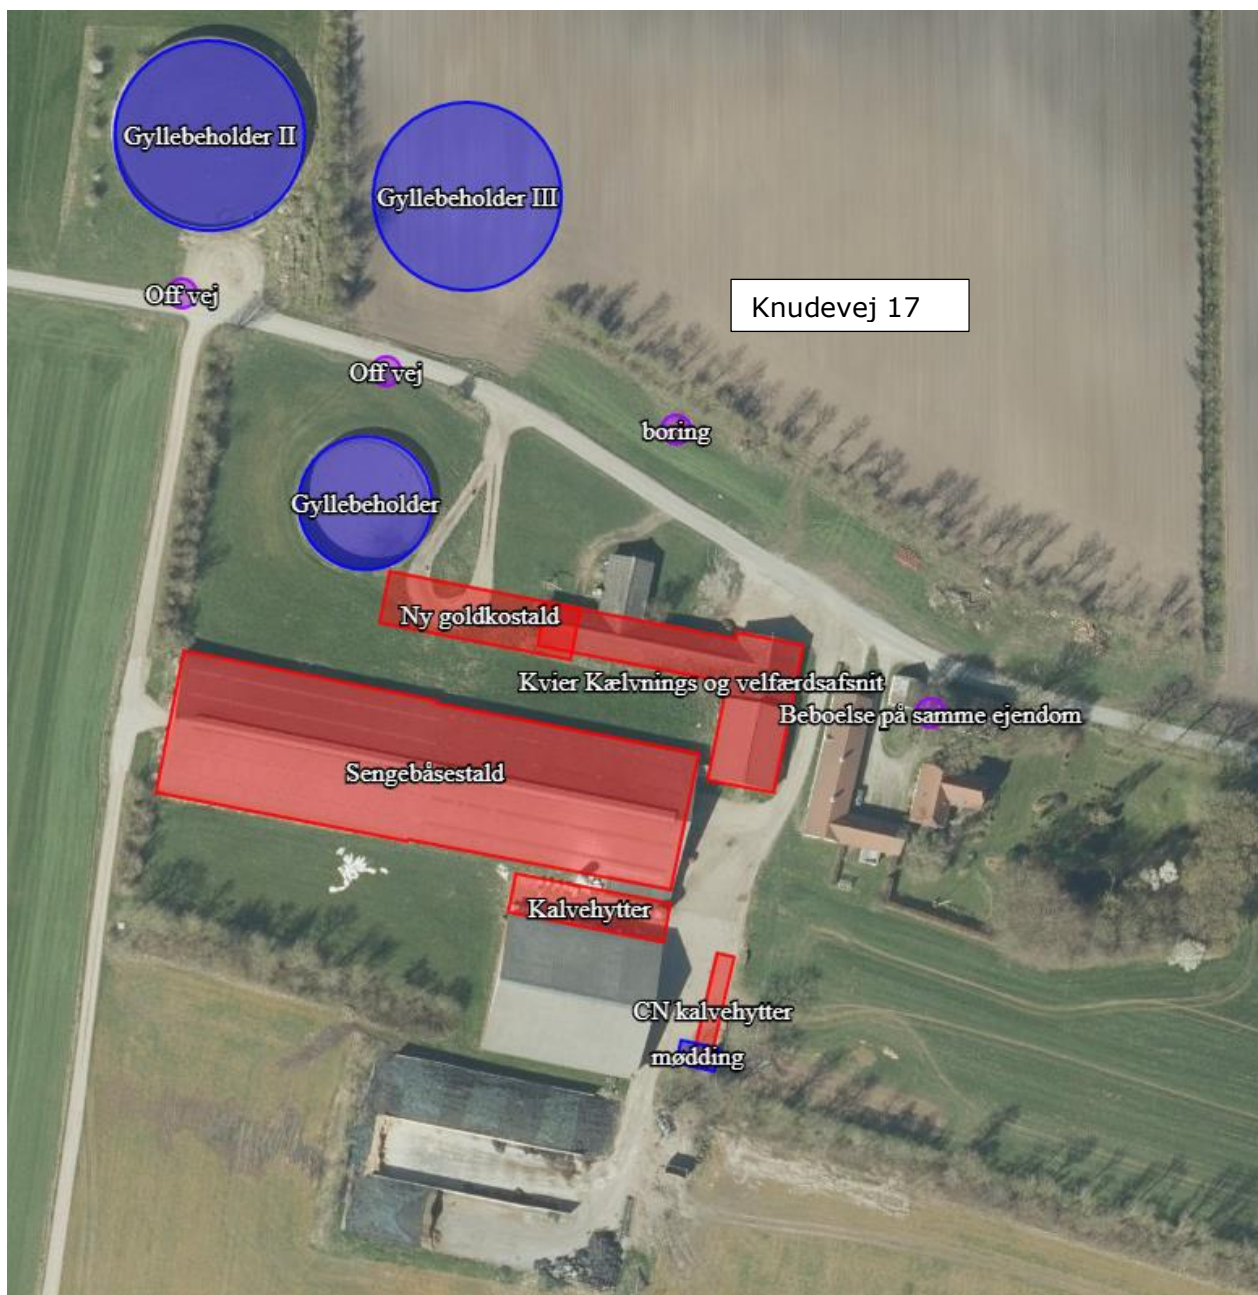 Gyllebeholder II
Gyllebeholder III
Off vej
Knudevej 17
Off vej
boring
Gyllebeholder
Ny goldkostald
Kvier Kælvnings og velfærdsafsnit
Beboelse på samme ejendom
Sengebåsestald
Kalvehytter
CN kalvehytter
mødding